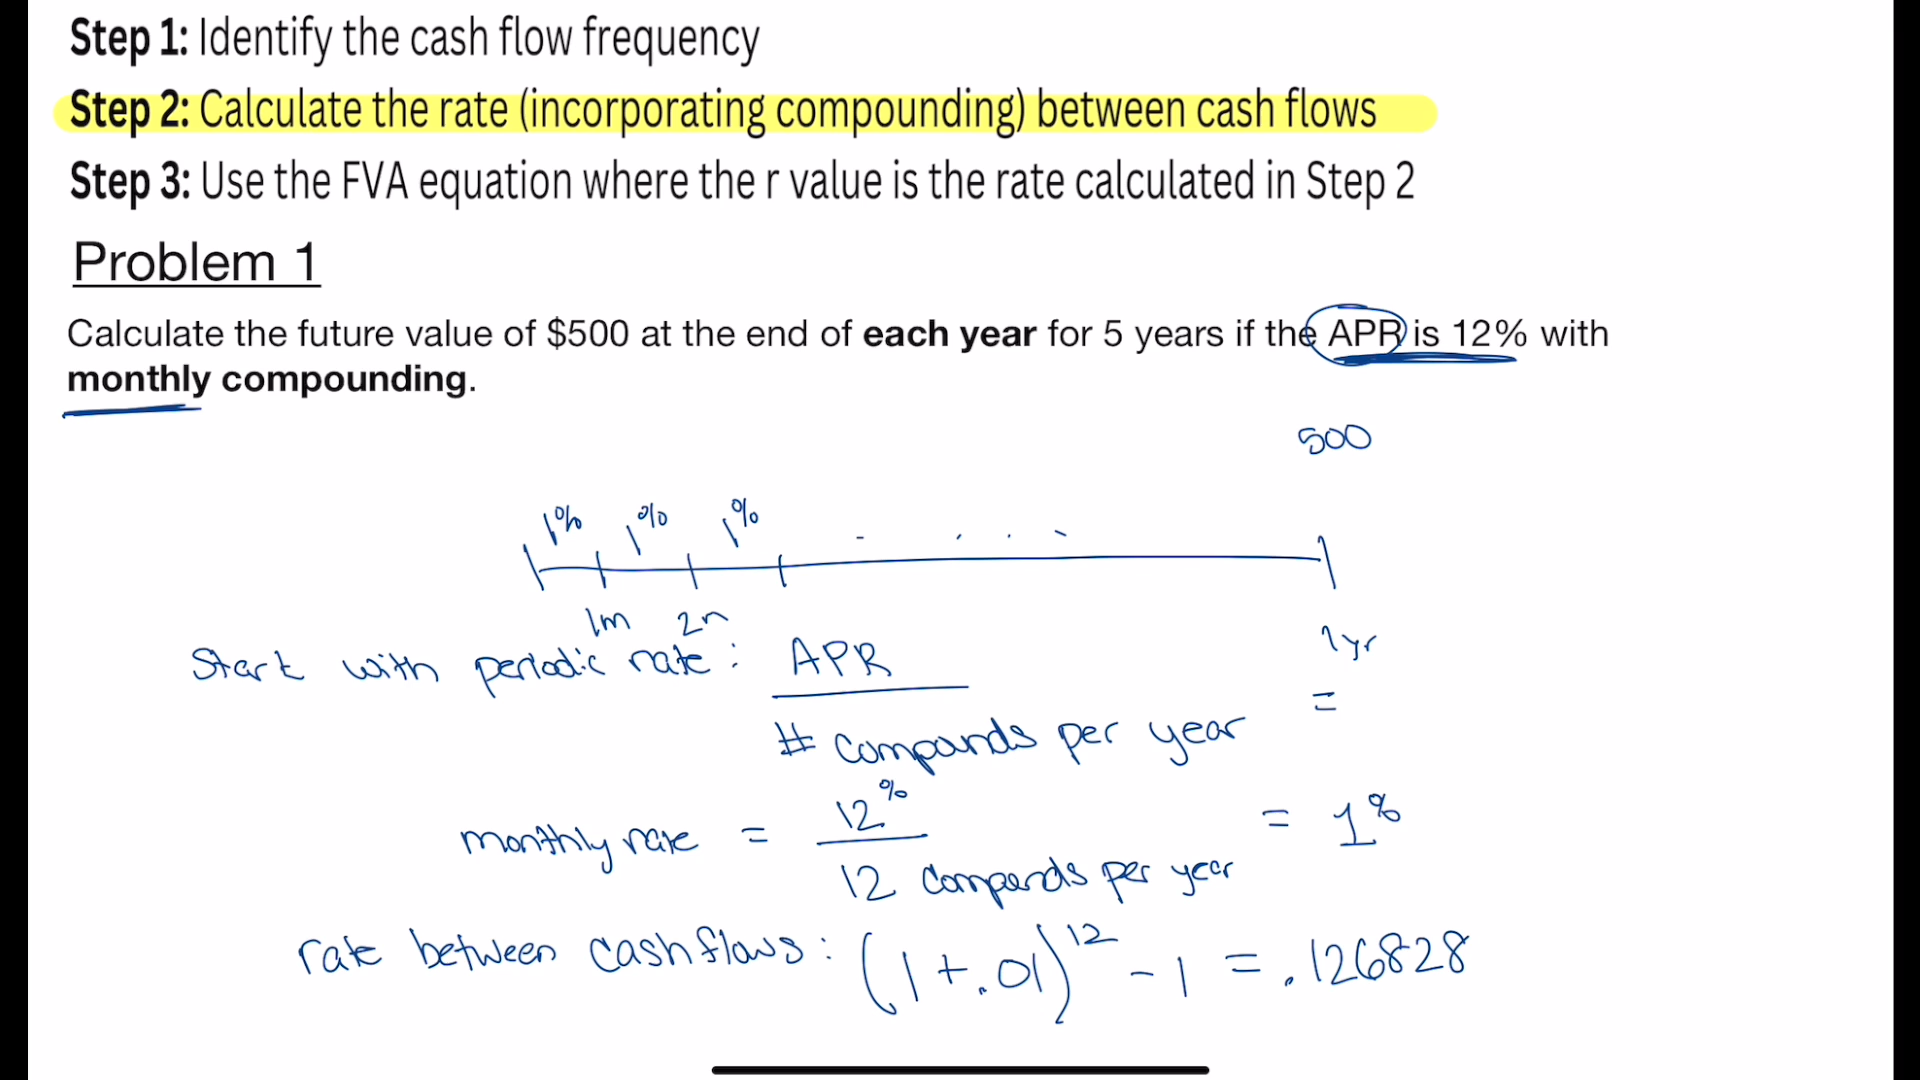 Step 1: Identify the cash flow frequency
Step 2: Calculate the rate (incorporating compounding) between cash flows
Step 3: Use the FVA equation where the r value is the rate calculated in Step 2
Problem 1
Calculate the future value of $500 at the end of each year for 5 years if the APR is 12% with
monthly compounding.
500
1% 1% 1% . . . .
1m 2m
1yr
Start with periodic rate: APR
# compounds per year =
monthly rate = 12%
12 compounds per year = 1%
rate between cashflows: (1+.01)^12 - 1 = .126828